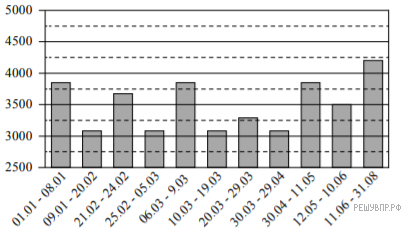 5000
4500
4000
3500
3000
2500
01.01 - 08.01
09.01 - 20.02
21.02 - 24.02
25.02 - 05.03
06.03 - 9.03
10.03 - 19.03
20.03 - 29.03
30.03 - 29.04
30.04 - 11.05
12.05 - 10.06
11.06 - 31.08
РЕШУВПР.РФ